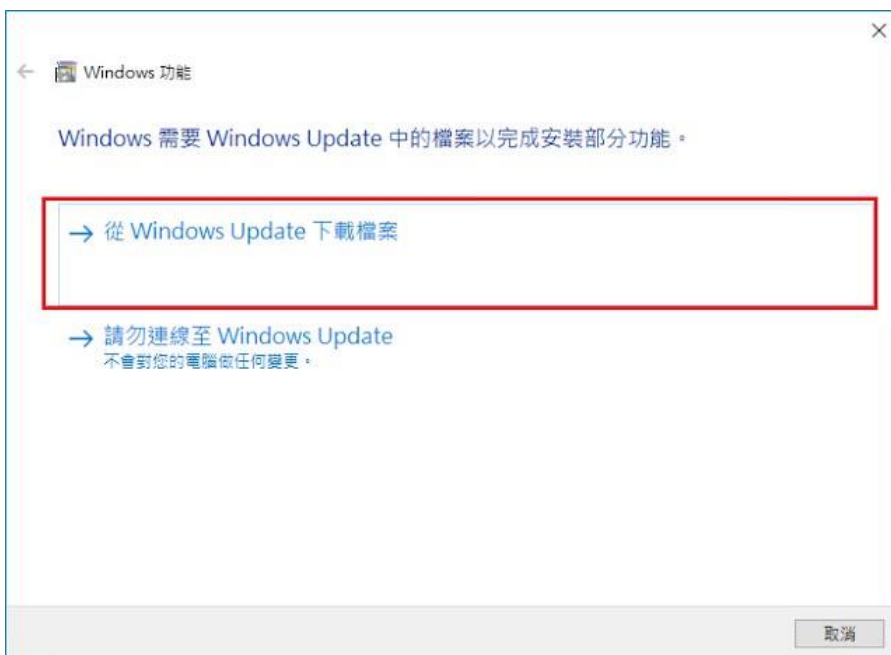 Windows 功能
Windows 需要 Windows Update 中的檔案以完成安裝部分功能。
從 Windows Update 下載檔案
請勿連線至 Windows Update
不會對您的電腦做任何變更。
取消